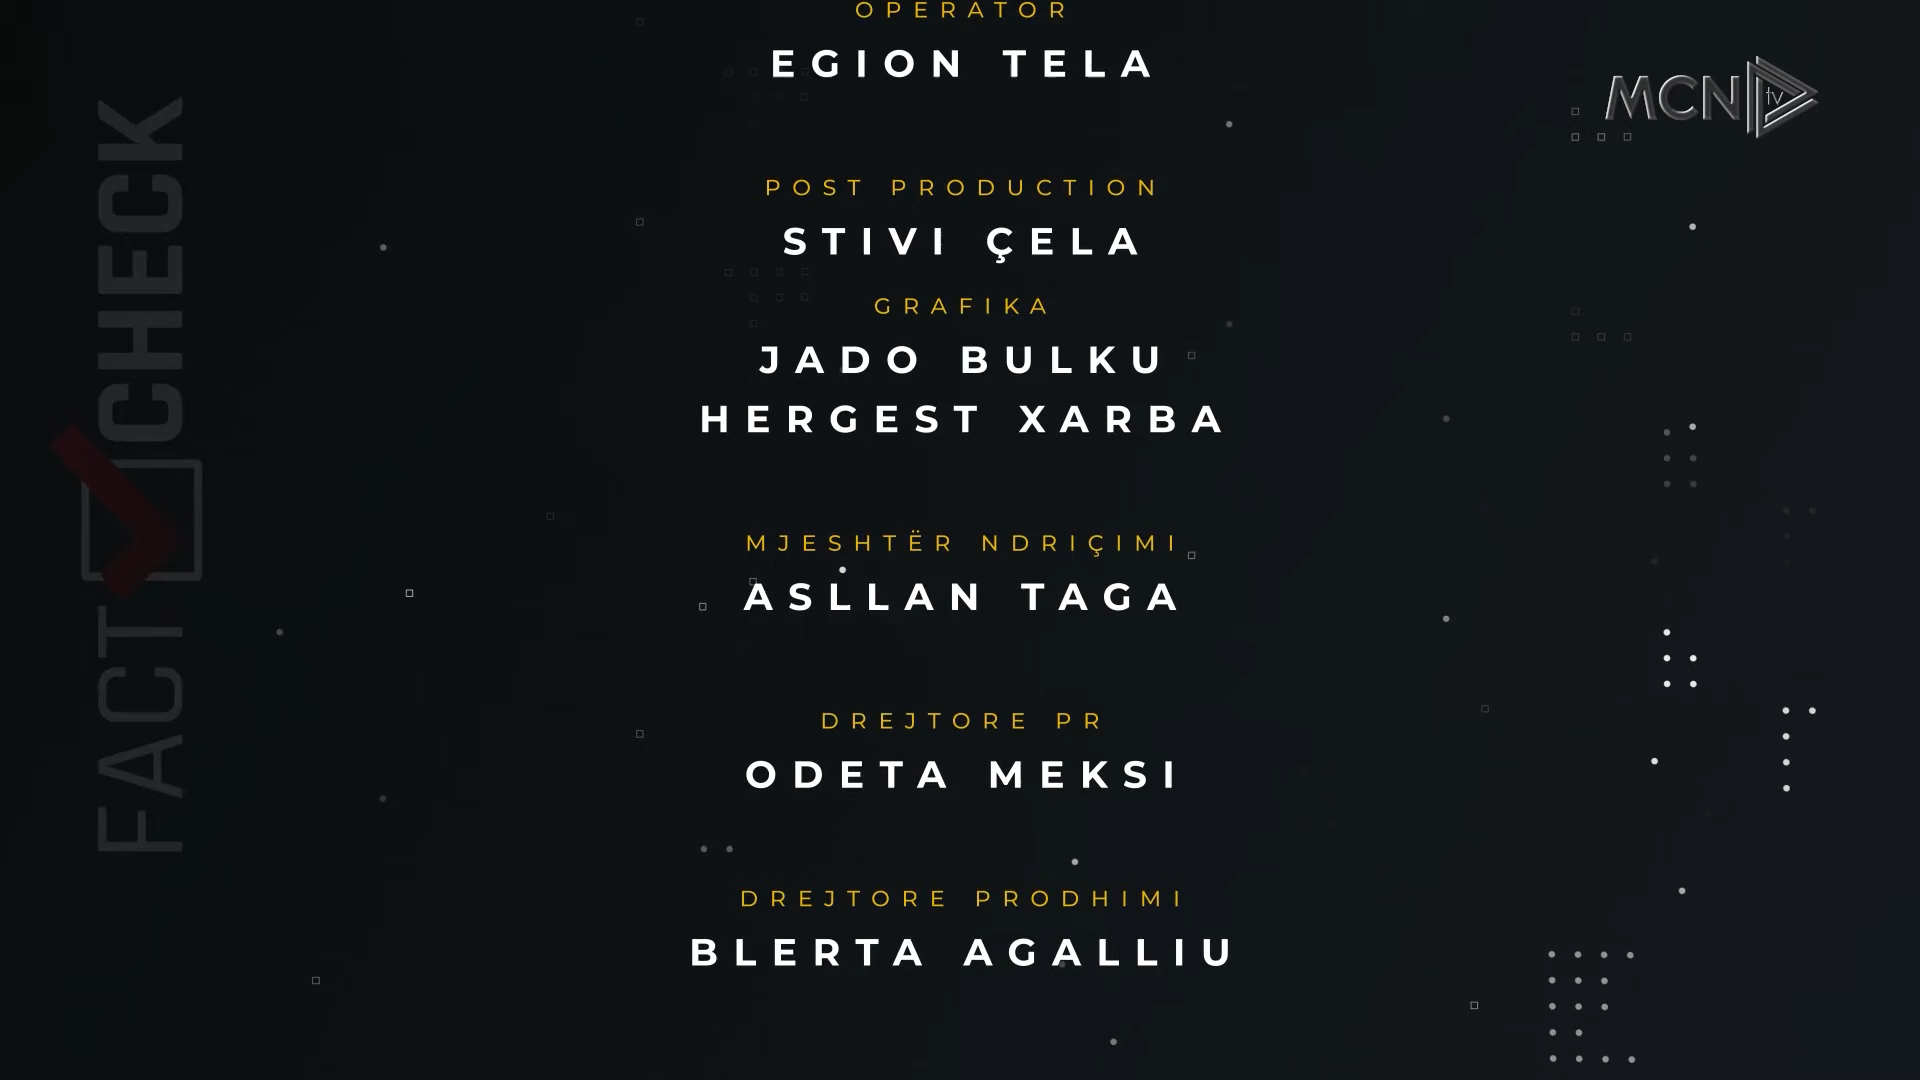 OPERATOR
EGION TELA
MCN tv
POST PRODUCTION
STIVI ÇELA
GRAFIKA
JADO BULKU
HERGEST XARBA
MJESHTËR NDRIÇIMI
ASLLAN TAGA
DREJTORE PR
ODETA MEKSI
DREJTORE PRODHIMI
BLERTA AGALLIU
FACT CHECK